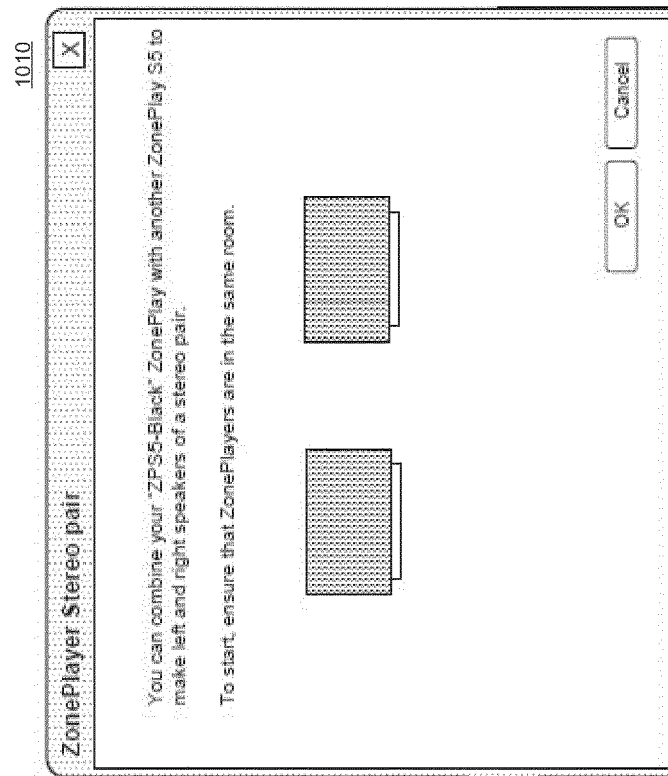 1010
ZonePlayer Stereo pair
X
You can combine your "ZPS5-Black" ZonePlay with another ZonePlay S5 to
make left and right speakers of a stereo pair.
To start, ensure that ZonePlayers are in the same room.
OK
Cancel